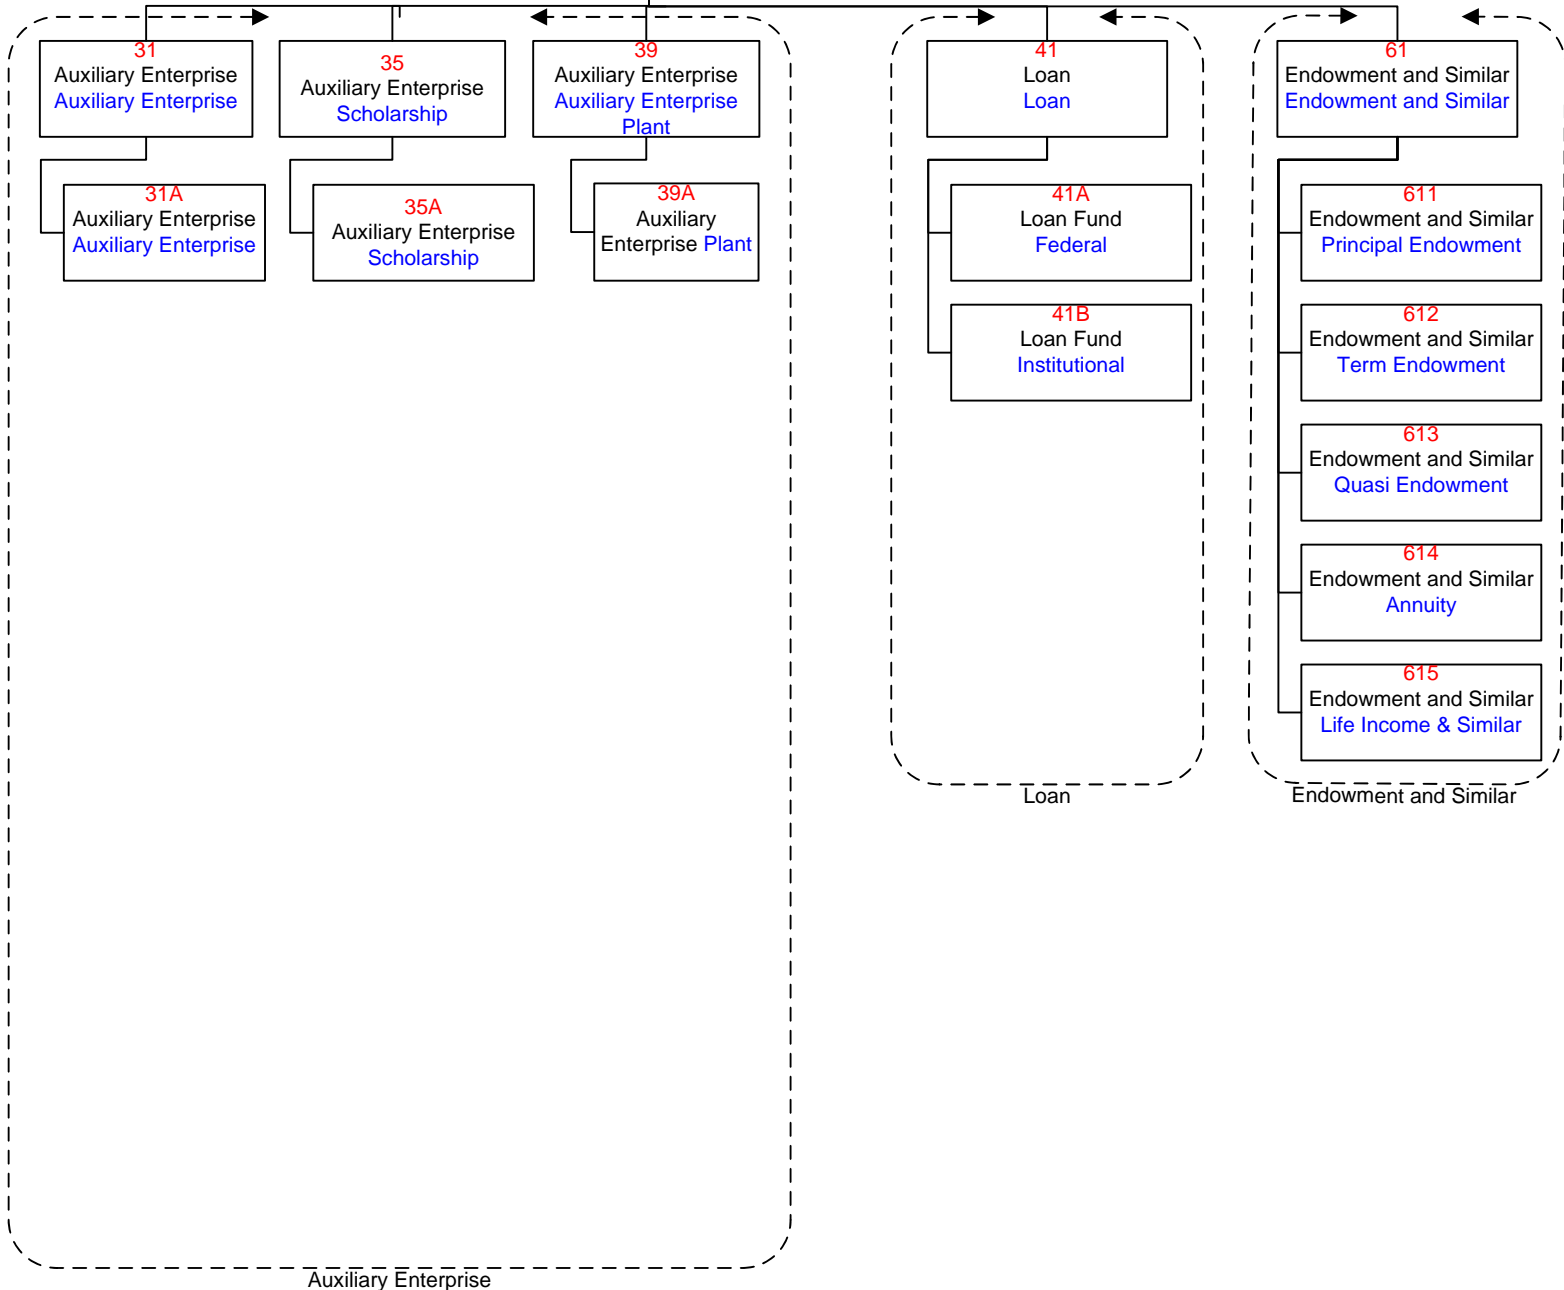 31
Auxiliary Enterprise
Auxiliary Enterprise
35
Auxiliary Enterprise
Scholarship
39
Auxiliary Enterprise
Auxiliary Enterprise
Plant
41
Loan
Loan
61
Endowment and Similar
Endowment and Similar
31A
Auxiliary Enterprise
Auxiliary Enterprise
35A
Auxiliary Enterprise
Scholarship
39A
Auxiliary
Enterprise Plant
41A
Loan Fund
Federal
611
Endowment and Similar
Principal Endowment
41B
Loan Fund
Institutional
612
Endowment and Similar
Term Endowment
613
Endowment and Similar
Quasi Endowment
614
Endowment and Similar
Annuity
615
Endowment and Similar
Life Income & Similar
Loan
Endowment and Similar
Auxiliary Enterprise